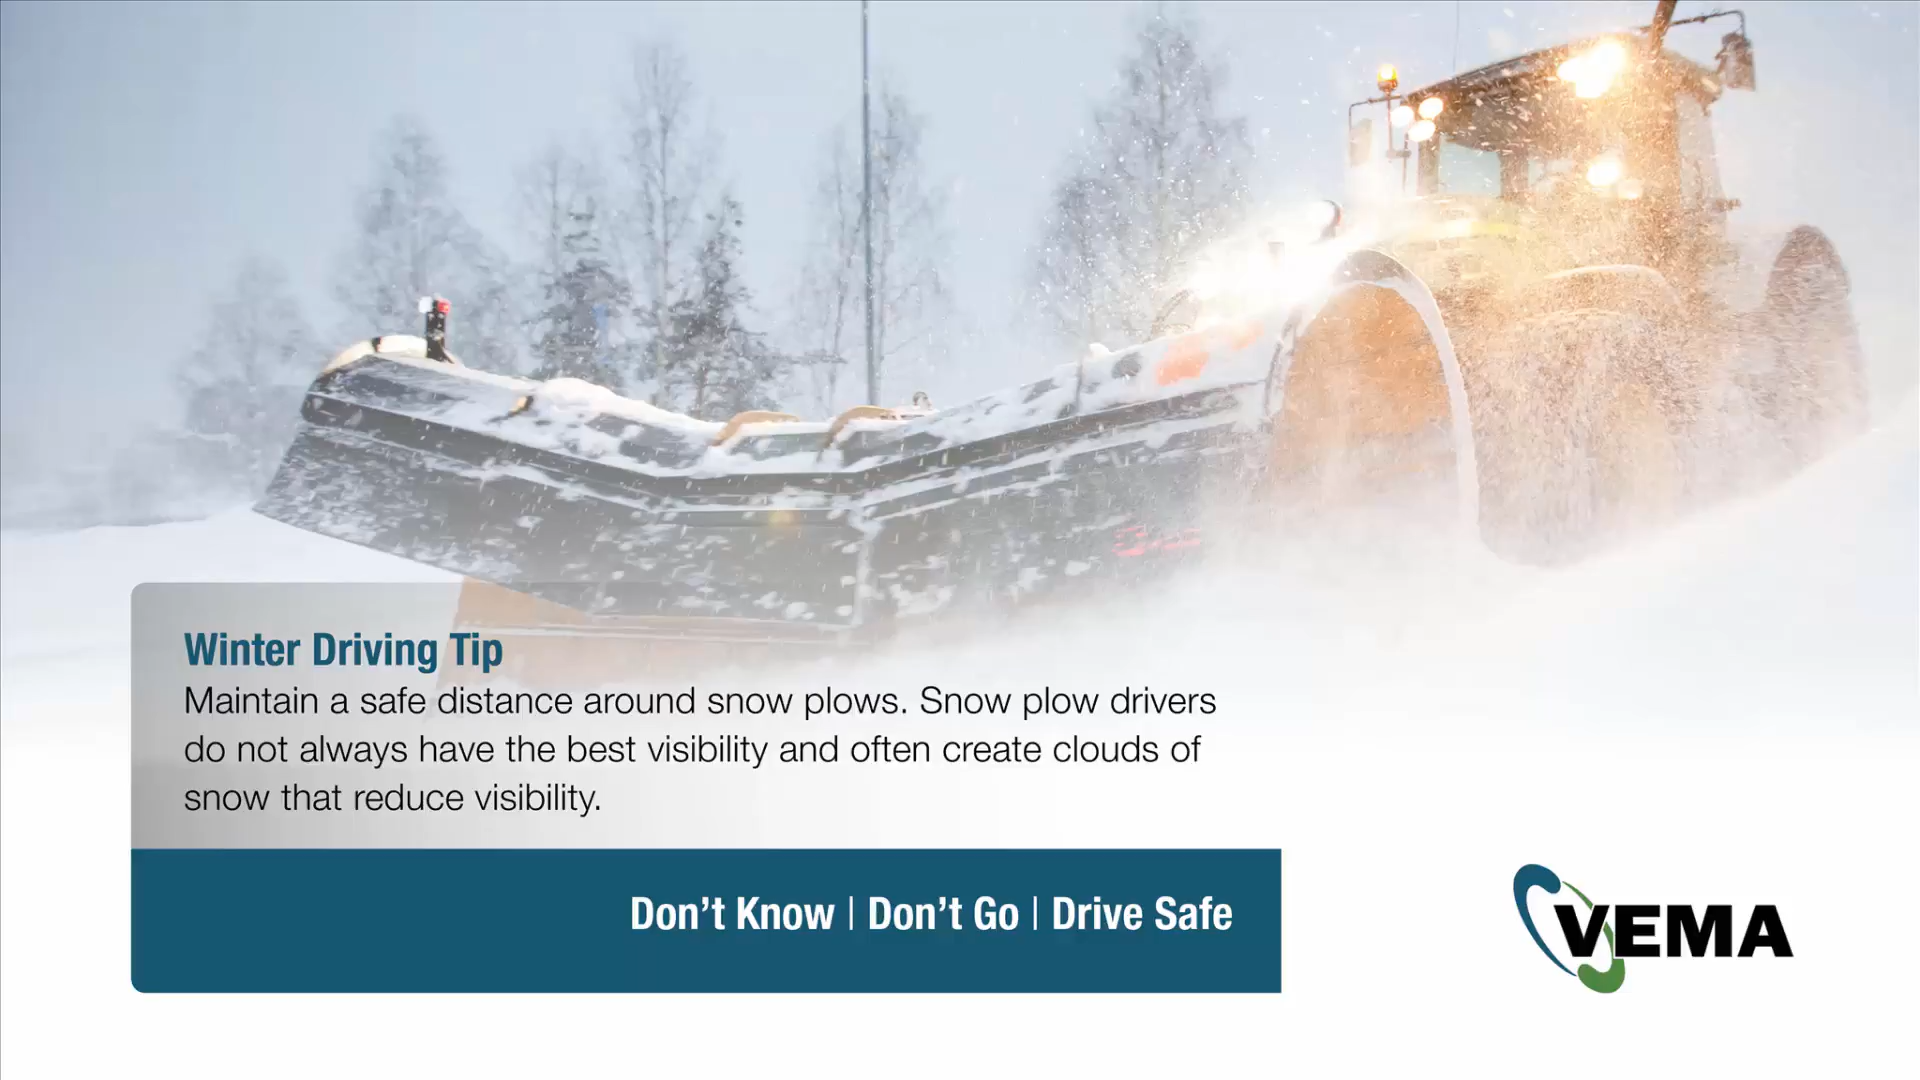 Winter Driving Tip
Maintain a safe distance around snow plows. Snow plow drivers
do not always have the best visibility and often create clouds of
snow that reduce visibility.
Don't Know | Don't Go | Drive Safe
VEMA